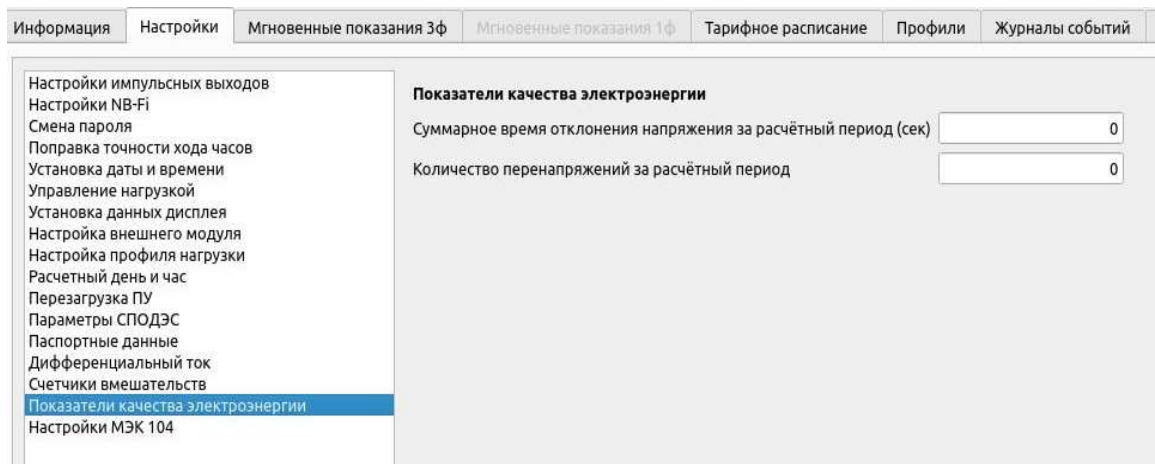 Информация Настройки Мгновенные показания 3ф Мгновенные показания 1ф Тарифное расписание Профили Журналы событий
Настройки импульсных выходов
Настройки NB-Fi
Смена пароля
Поправка точности хода часов
Установка даты и времени
Управление нагрузкой
Установка данных дисплея
Настройка внешнего модуля
Настройка профиля нагрузки
Расчетный день и час
Перезагрузка ПУ
Параметры СПОДЭС
Паспортные данные
Дифференциальный ток
Счетчики вмешательств
Показатели качества электроэнергии
Настройки МЭК 104
Показатели качества электроэнергии
Суммарное время отклонения напряжения за расчётный период (сек) 0
Количество перенапряжений за расчётный период 0